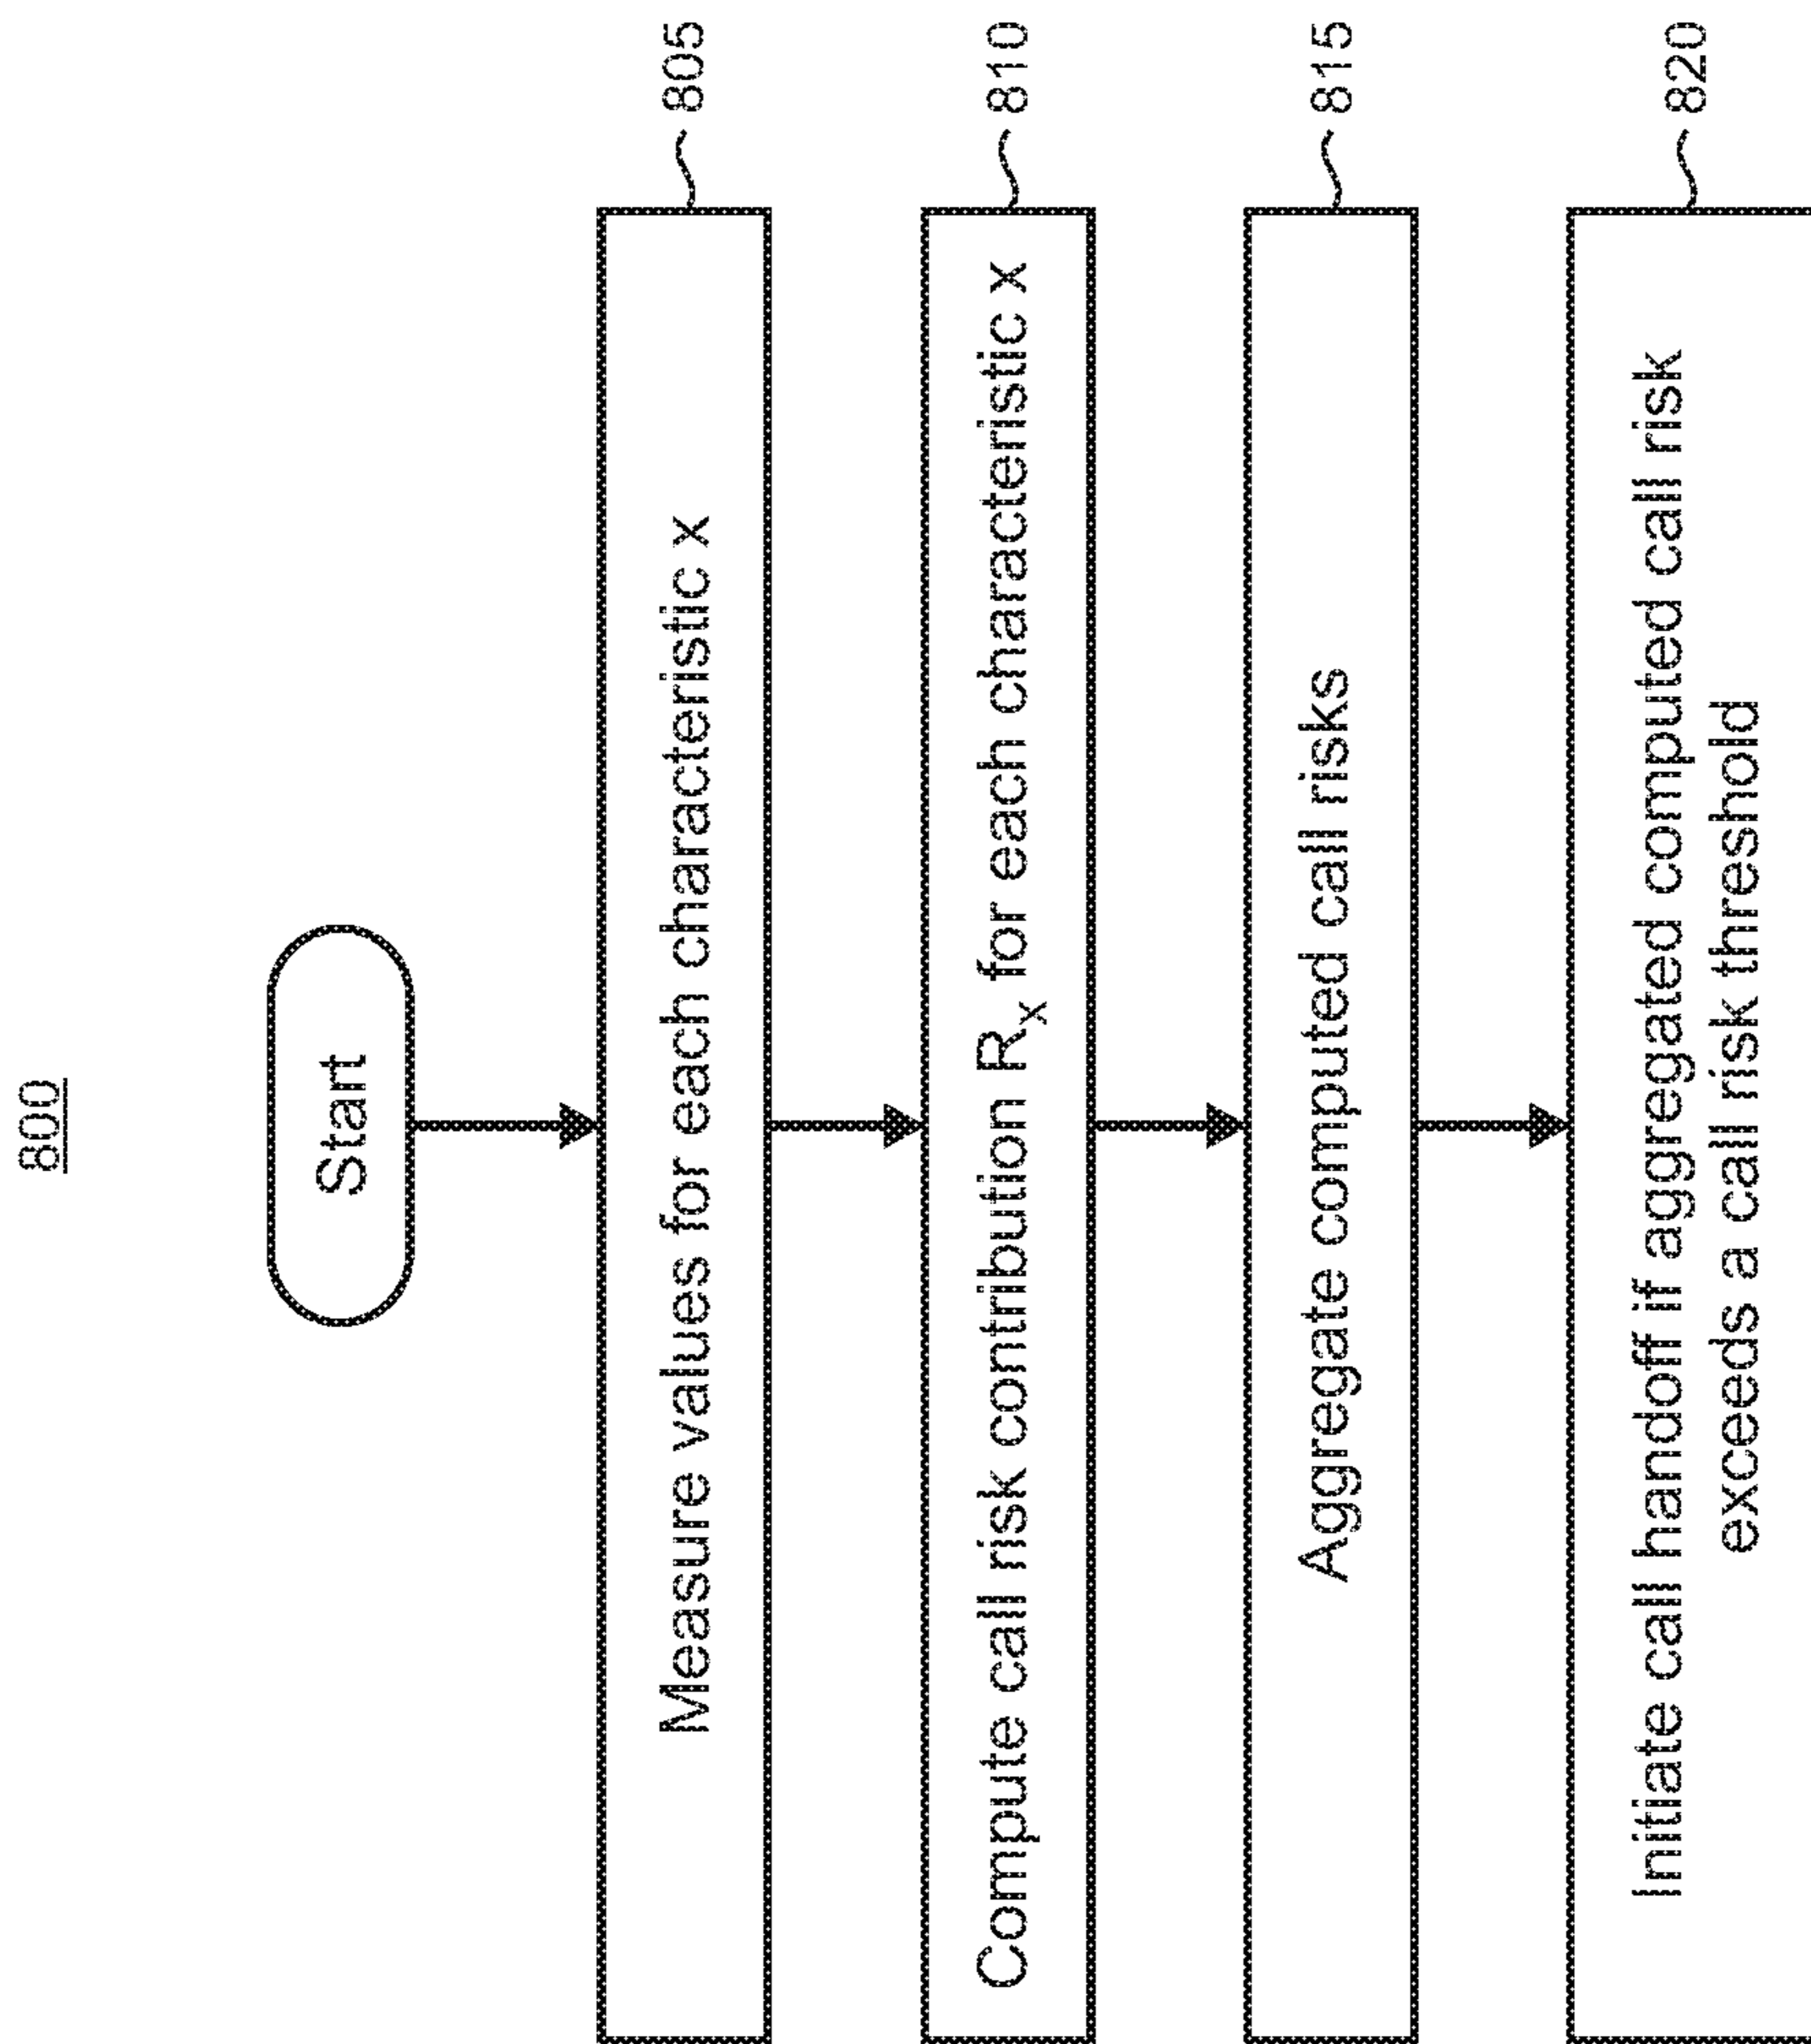 800
Start
Measure values for each characteristic x
805
Compute call risk contribution Rx for each characteristic x
810
Aggregate computed call risks
815
Initiate call handoff if aggregated computed call risk
exceeds a call risk threshold
820